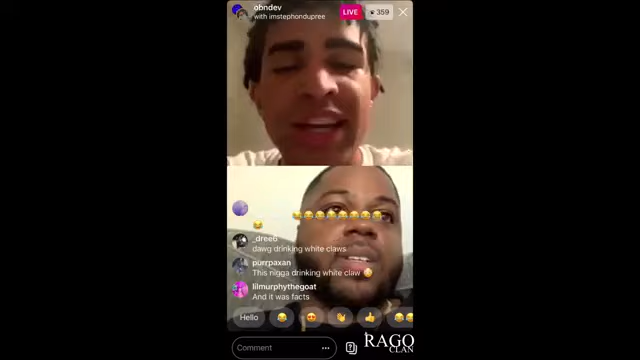 obndev
with imstephondupree
LIVE
359
😂😂😂😂😂😂😂😂
😂
_dree6
dawg drinking white claws
purrpaxan
This nigga drinking white claw 😳
lilmurphythegoat
And it was facts
Hello
Comment
RAGO
CLAN